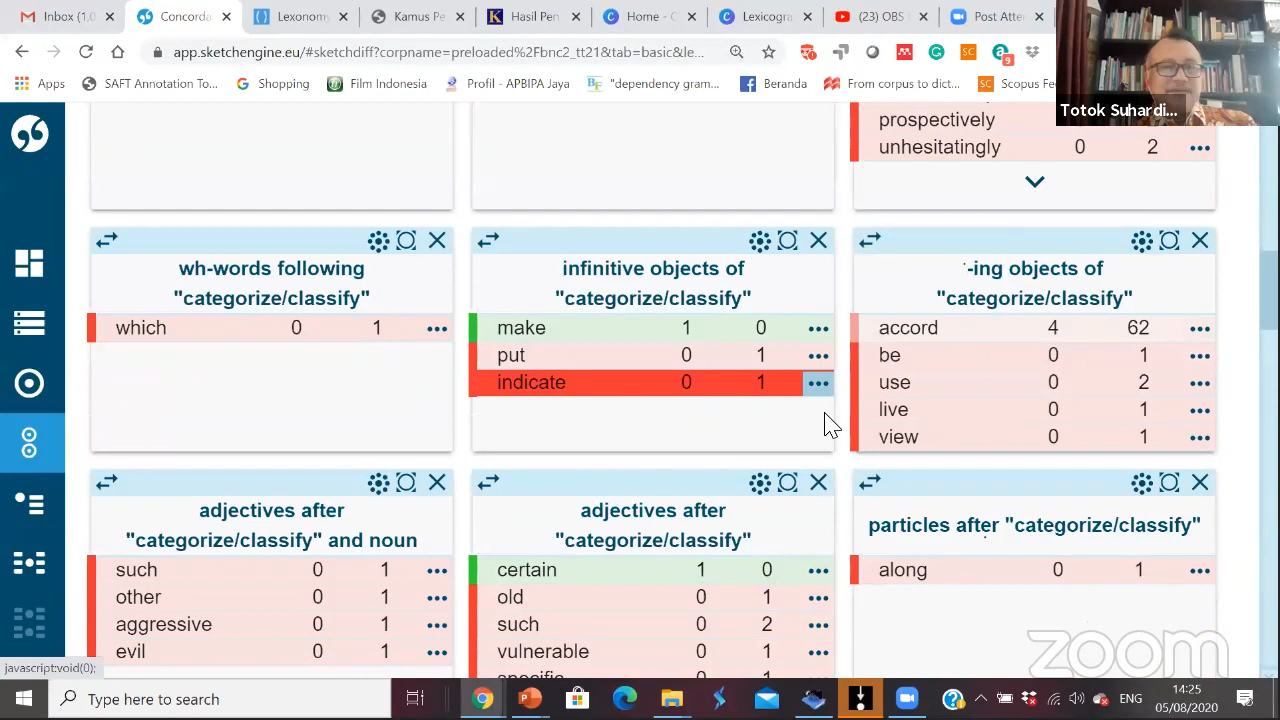 Inbox (1,0
Concorda
Lexonomy
Kamus Pe
Hasil Pen
Home - C
Lexicogra
(23) OBS
Post Atte
app.sketchengine.eu/#sketchdiff?corpname=preloaded%2Fbnc2_tt21&tab=basic&le...
9
Apps
SAFT Annotation To...
Shopping
Film Indonesia
Profil - APBIPA Jaya
"dependency gram...
Beranda
From corpus to dict...
Scopus Fee
Totok Suhardi...
prospectively
unhesitatingly 0 2
wh-words following
"categorize/classify"
which 0 1
infinitive objects of
"categorize/classify"
make 1 0
put 0 1
indicate 0 1
-ing objects of
"categorize/classify"
accord 4 62
be 0 1
use 0 2
live 0 1
view 0 1
adjectives after
"categorize/classify" and noun
such 0 1
other 0 1
aggressive 0 1
evil 0 1
adjectives after
"categorize/classify"
certain 1 0
old 0 1
such 0 2
vulnerable 0 1
specific 0 1
particles after "categorize/classify"
along 0 1
zoom
javascript:void(0);
Type here to search
ENG
14:25
05/08/2020